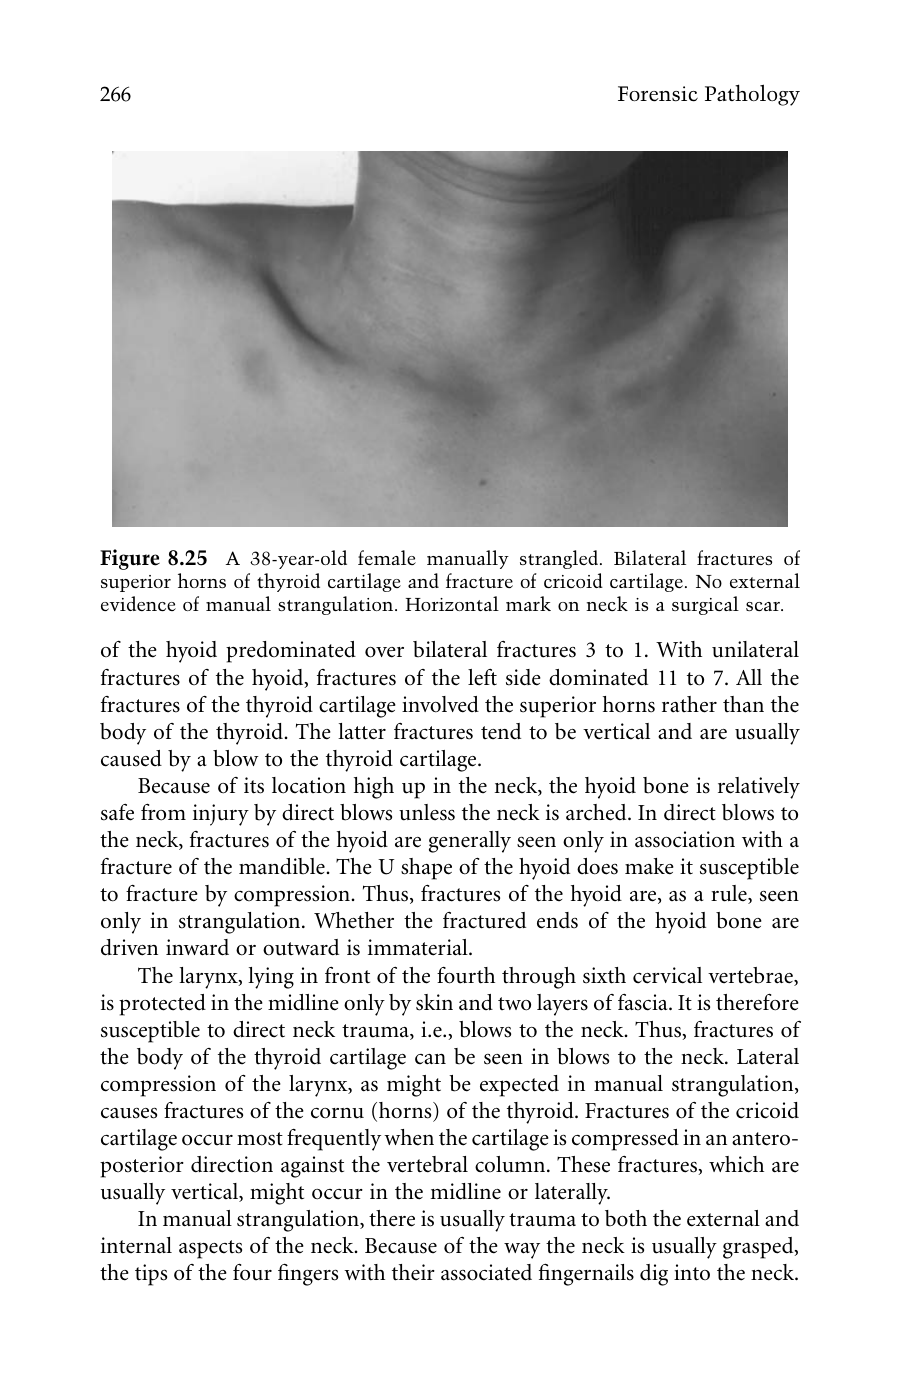 266 Forensic Pathology
Figure 8.25 A 38-year-old female manually strangled. Bilateral fractures of
superior horns of thyroid cartilage and fracture of cricoid cartilage. No external
evidence of manual strangulation. Horizontal mark on neck is a surgical scar.
of the hyoid predominated over bilateral fractures 3 to 1. With unilateral
fractures of the hyoid, fractures of the left side dominated 11 to 7. All the
fractures of the thyroid cartilage involved the superior horns rather than the
body of the thyroid. The latter fractures tend to be vertical and are usually
caused by a blow to the thyroid cartilage.
Because of its location high up in the neck, the hyoid bone is relatively
safe from injury by direct blows unless the neck is arched. In direct blows to
the neck, fractures of the hyoid are generally seen only in association with a
fracture of the mandible. The U shape of the hyoid does make it susceptible
to fracture by compression. Thus, fractures of the hyoid are, as a rule, seen
only in strangulation. Whether the fractured ends of the hyoid bone are
driven inward or outward is immaterial.
The larynx, lying in front of the fourth through sixth cervical vertebrae,
is protected in the midline only by skin and two layers of fascia. It is therefore
susceptible to direct neck trauma, i.e., blows to the neck. Thus, fractures of
the body of the thyroid cartilage can be seen in blows to the neck. Lateral
compression of the larynx, as might be expected in manual strangulation,
causes fractures of the cornu (horns) of the thyroid. Fractures of the cricoid
cartilage occur most frequently when the cartilage is compressed in an antero-
posterior direction against the vertebral column. These fractures, which are
usually vertical, might occur in the midline or laterally.
In manual strangulation, there is usually trauma to both the external and
internal aspects of the neck. Because of the way the neck is usually grasped,
the tips of the four fingers with their associated fingernails dig into the neck.